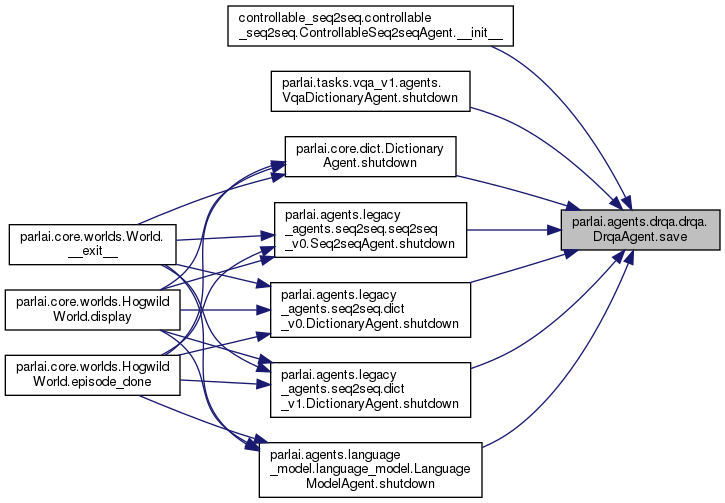 controllable_seq2seq.controllable
_seq2seq.ControllableSeq2seqAgent.__init__
parlai.tasks.vqa_v1.agents.
VqaDictionaryAgent.shutdown
parlai.core.dict.Dictionary
Agent.shutdown
parlai.agents.legacy
_agents.seq2seq.seq2seq
_v0.Seq2seqAgent.shutdown
parlai.agents.drqa.drqa.
DrqaAgent.save
parlai.core.worlds.World.
__exit__
parlai.core.worlds.Hogwild
World.display
parlai.agents.legacy
_agents.seq2seq.dict
_v0.DictionaryAgent.shutdown
parlai.core.worlds.Hogwild
World.episode_done
parlai.agents.legacy
_agents.seq2seq.dict
_v1.DictionaryAgent.shutdown
parlai.agents.language
_model.language_model.Language
ModelAgent.shutdown